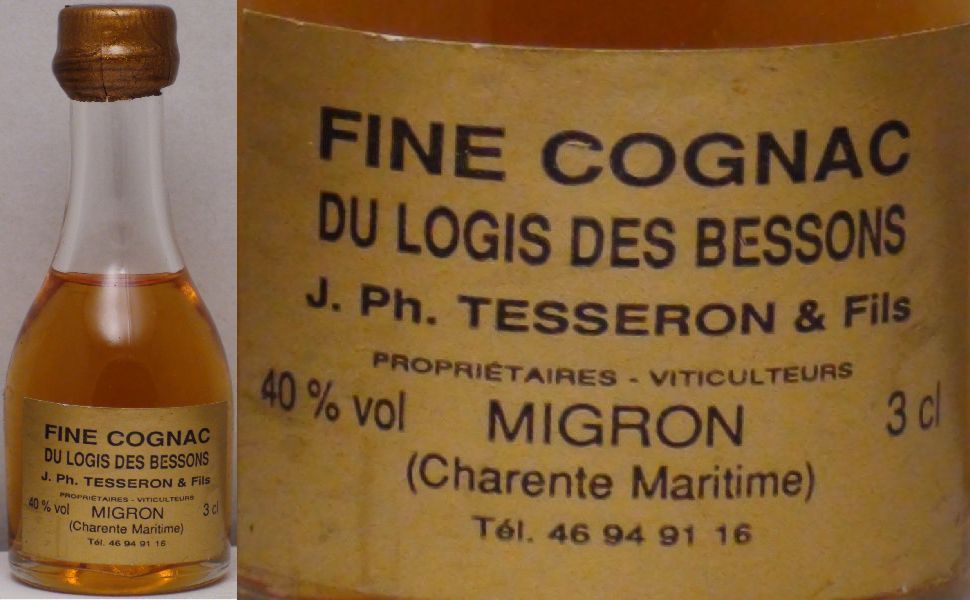 FINE COGNAC
DU LOGIS DES BESSONS
J. Ph. TESSERON & Fils
PROPRIÉTAIRES - VITICULTEURS
40 % vol MIGRON 3 cl
(Charente Maritime)
Tél. 46 94 91 16
FINE COGNAC
DU LOGIS DES BESSONS
J. Ph. TESSERON & Fils
PROPRIÉTAIRES - VITICULTEURS
40 % vol MIGRON 3 cl
(Charente Maritime)
Tél. 46 94 91 16